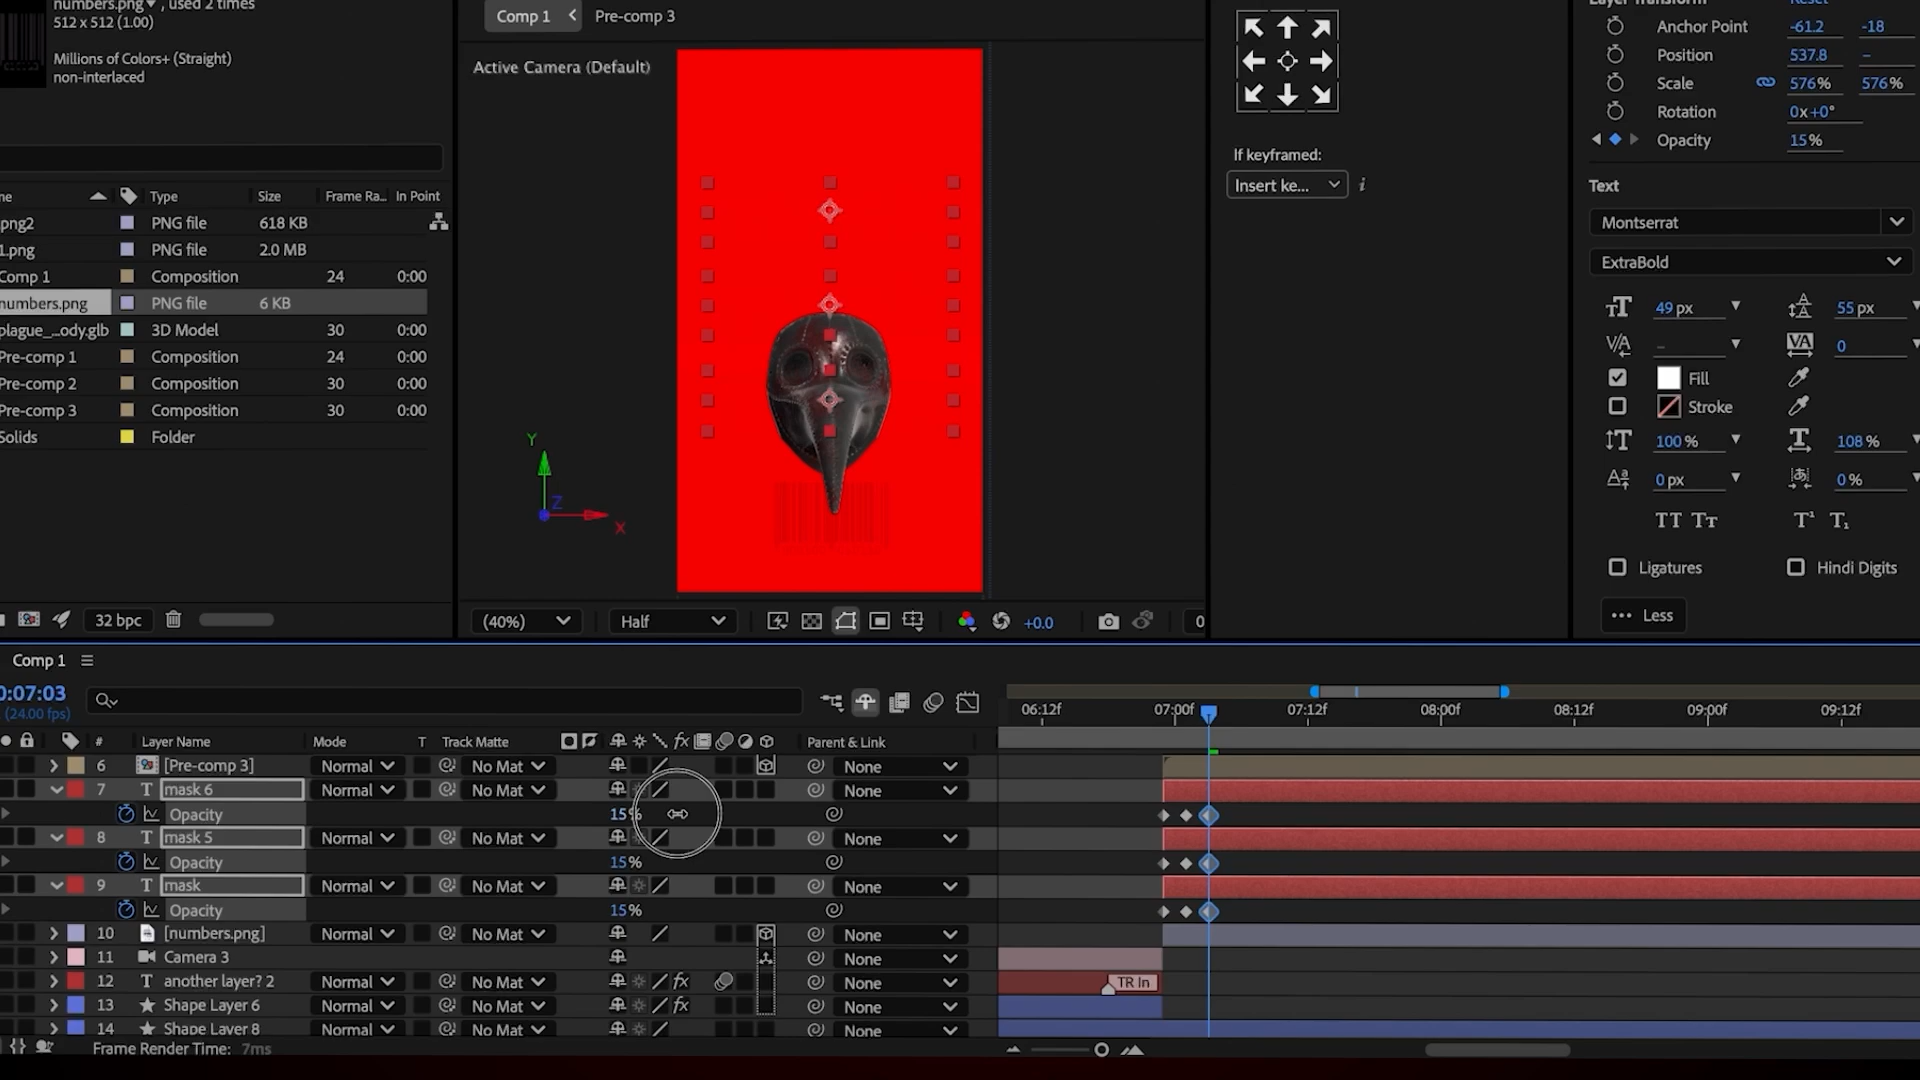 numbers.png ▾ , used 2 times
512 x 512 (1.00)
Millions of Colors+ (Straight)
non-interlaced
ne Type Size Frame Ra... In Point
.png2 PNG file 618 KB
1.png PNG file 2.0 MB
Comp 1 Composition 24 0:00
numbers.png PNG file 6 KB
plague_...ody.glb 3D Model 30 0:00
Pre-comp 1 Composition 24 0:00
Pre-comp 2 Composition 30 0:00
Pre-comp 3 Composition 30 0:00
Solids Folder
32 bpc
Comp 1 < Pre-comp 3
Active Camera (Default)
Y
Z
X
(40%) Half +0.0 0
If keyframed:
Insert ke... i
Layer Transform Reset
Anchor Point -61.2 -18
Position 537.8 –
Scale 576% 576%
Rotation 0x+0°
Opacity 15%
Text
Montserrat
ExtraBold
49 px 55 px
– 0
Fill
Stroke
100 % 108 %
0 px 0 %
TT Tт T¹ T₁
Ligatures Hindi Digits
••• Less
Comp 1
0:07:03
(24.00 fps)
06:12f 07:00f 07:12f 08:00f 08:12f 09:00f 09:12f
# Layer Name Mode T Track Matte fx Parent & Link
6 [Pre-comp 3] Normal No Mat None
7 T mask 6 Normal No Mat None
Opacity 15%
8 T mask 5 Normal No Mat None
Opacity 15%
9 T mask Normal No Mat None
Opacity 15%
10 [numbers.png] Normal No Mat None
11 Camera 3 None
12 T another layer? 2 Normal No Mat fx None TR In
13 Shape Layer 6 Normal No Mat fx None
14 Shape Layer 8 Normal No Mat None
Frame Render Time: 7ms